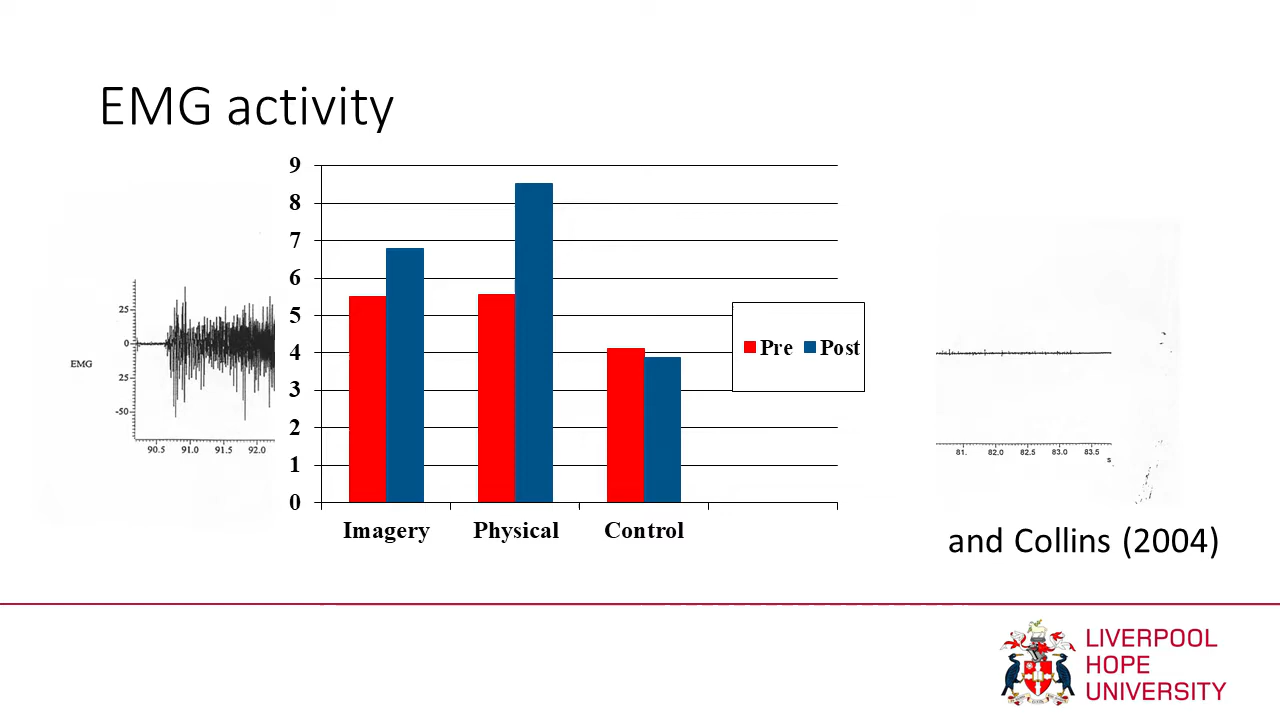 EMG activity
9
8
7
6
5
4
3
2
1
0
Imagery Physical Control
Pre Post
EMG
25
0
25
-50
90.5 91.0 91.5 92.0
81. 82.0 82.5 83.0 83.5
s
and Collins (2004)
LIVERPOOL
HOPE
UNIVERSITY